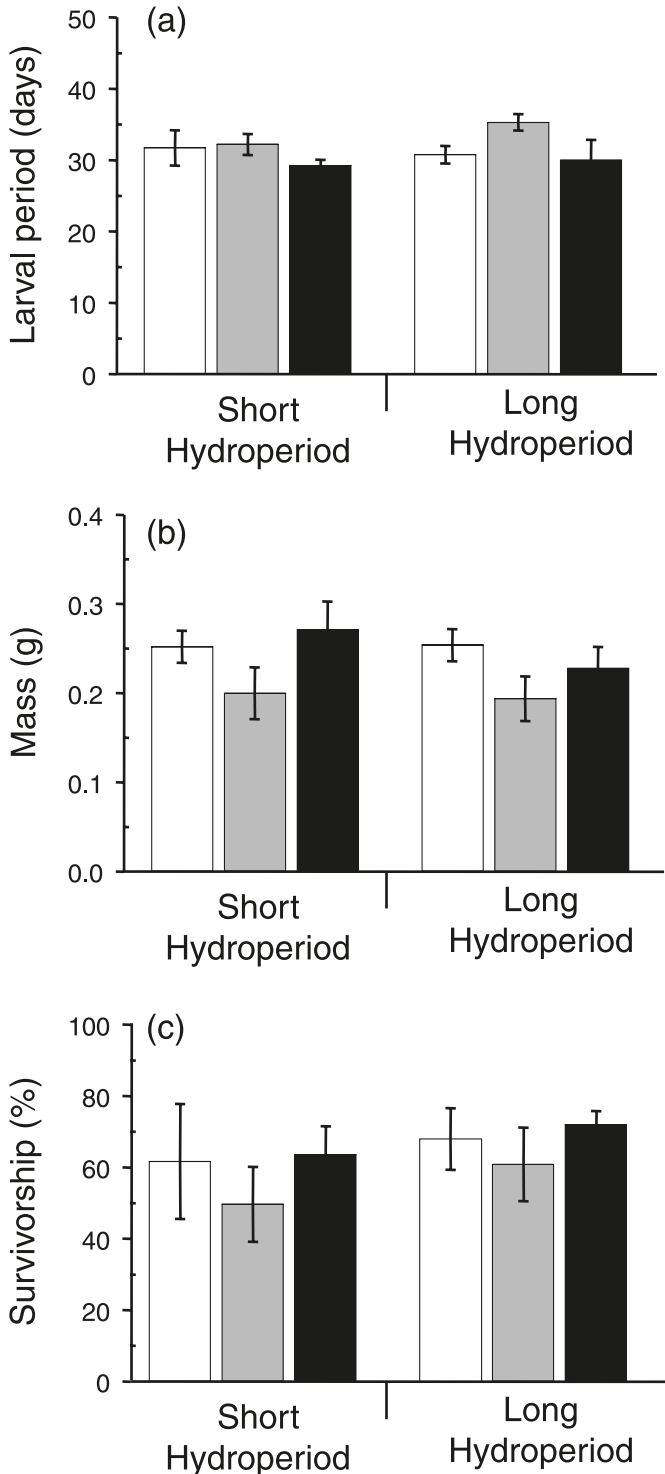 (a)
Larval period (days)
50
40
30
20
10
0
Short
Hydroperiod
Long
Hydroperiod
(b)
Mass (g)
0.4
0.3
0.2
0.1
0.0
Short
Hydroperiod
Long
Hydroperiod
(c)
Survivorship (%)
100
80
60
40
20
0
Short
Hydroperiod
Long
Hydroperiod